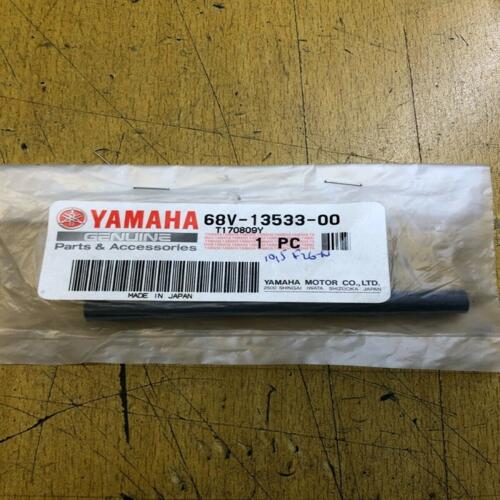 YAMAHA
GENUINE
Parts & Accessories
68V-13533-00
T170809Y
1 PC
MADE IN JAPAN
YAMAHA MOTOR CO.,LTD.
2500 SHINGAI IWATA SHIZUOKA JAPAN